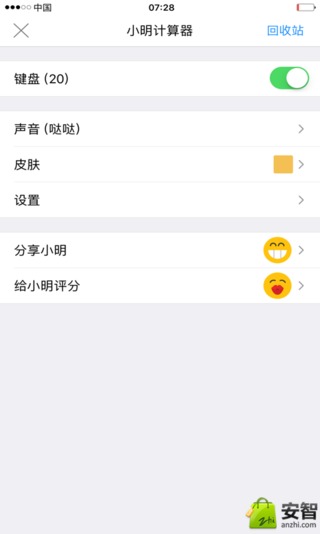 中国 07:28
小明计算器 回收站
键盘 (20)
声音 (哒哒)
皮肤
设置
分享小明
给小明评分
Zhi 安智
anzhi.com